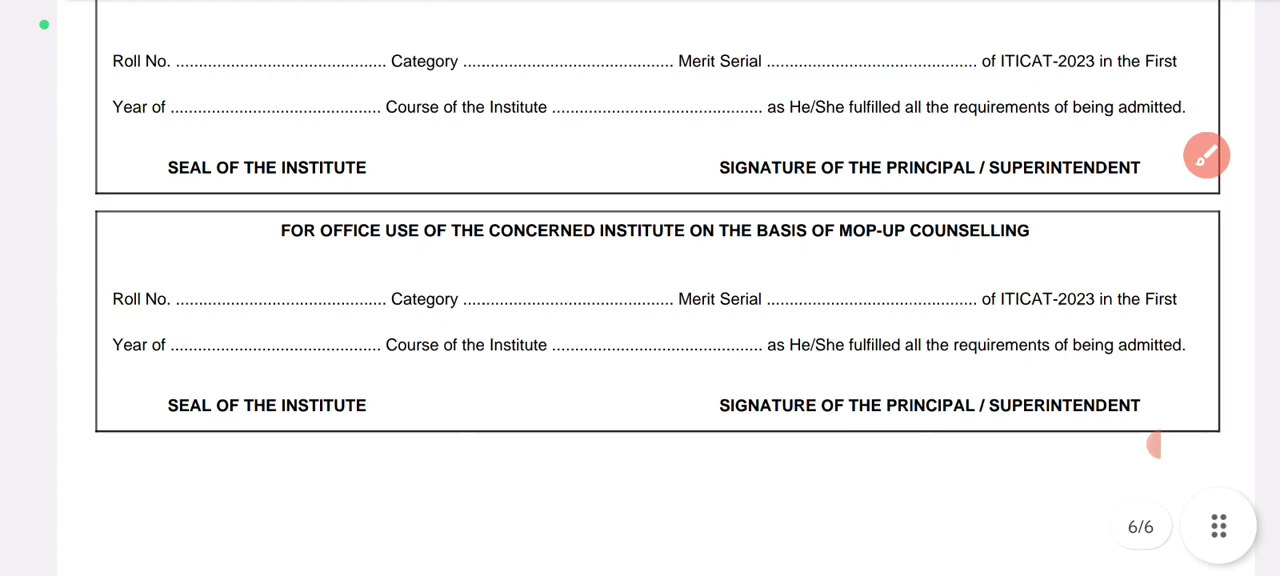 Roll No. ............................................. Category ............................................. Merit Serial ............................................. of ITICAT-2023 in the First
Year of ............................................. Course of the Institute ............................................. as He/She fulfilled all the requirements of being admitted.
SEAL OF THE INSTITUTE SIGNATURE OF THE PRINCIPAL / SUPERINTENDENT
FOR OFFICE USE OF THE CONCERNED INSTITUTE ON THE BASIS OF MOP-UP COUNSELLING
Roll No. ............................................. Category ............................................. Merit Serial ............................................. of ITICAT-2023 in the First
Year of ............................................. Course of the Institute ............................................. as He/She fulfilled all the requirements of being admitted.
SEAL OF THE INSTITUTE SIGNATURE OF THE PRINCIPAL / SUPERINTENDENT
6/6